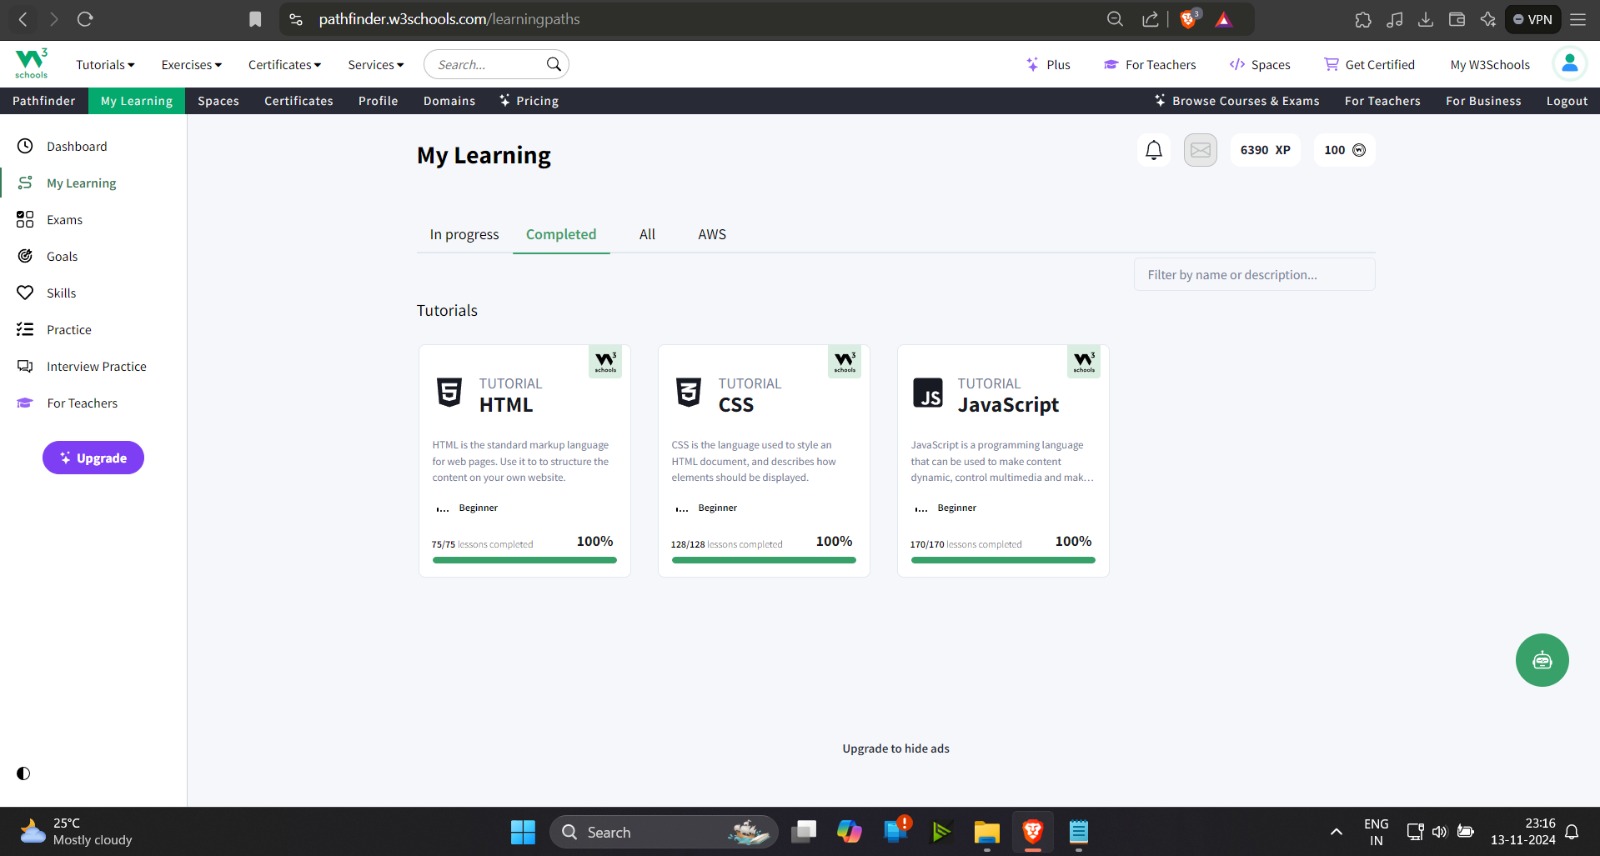 pathfinder.w3schools.com/learningpaths
3
VPN
3
schools
Tutorials
Exercises
Certificates
Services
Search...
Plus
For Teachers
Spaces
Get Certified
My W3Schools
Pathfinder
My Learning
Spaces
Certificates
Profile
Domains
Pricing
Browse Courses & Exams
For Teachers
For Business
Logout
Dashboard
My Learning
Exams
Goals
Skills
Practice
Interview Practice
For Teachers
Upgrade
My Learning
6390 XP
100
In progress
Completed
All
AWS
Filter by name or description...
Tutorials
W3 schools
TUTORIAL
HTML
HTML is the standard markup language
for web pages. Use it to to structure the
content on your own website.
Beginner
75/75 lessons completed
100%
W3 schools
TUTORIAL
CSS
CSS is the language used to style an
HTML document, and describes how
elements should be displayed.
Beginner
128/128 lessons completed
100%
W3 schools
JS
TUTORIAL
JavaScript
JavaScript is a programming language
that can be used to make content
dynamic, control multimedia and mak...
Beginner
170/170 lessons completed
100%
Upgrade to hide ads
25°C
Mostly cloudy
Search
ENG
IN
23:16
13-11-2024